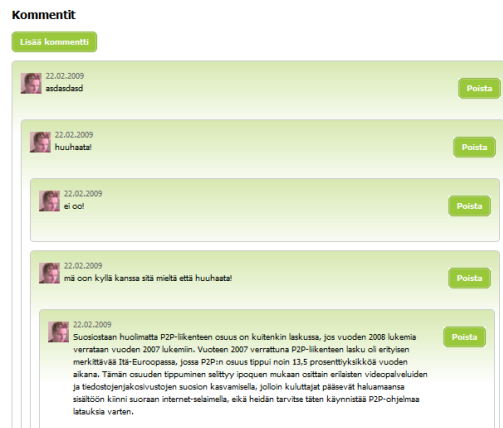 Kommentit
Lisää kommentti
22.02.2009
asdasdasd
Poista
22.02.2009
huuhaata!
Poista
22.02.2009
ei oo!
Poista
22.02.2009
mä oon kyllä kanssa sitä mieltä että huuhaata!
Poista
22.02.2009
Suosiostaan huolimatta P2P-liikenteen osuus on kuitenkin laskussa, jos vuoden 2008 lukemia
verrataan vuoden 2007 lukemiin. Vuoteen 2007 verrattuna P2P-liikenteen lasku oli erityisen
merkittävää Itä-Euroopassa, jossa P2P:n osuus tippui noin 13,5 prosenttiyksikköä vuoden
aikana. Tämän osuuden tippuminen selittyy ipoquen mukaan osittain erilaisten videopalveluiden
ja tiedostojenjakosivustojen suosion kasvamisella, jolloin kuluttajat pääsevät haluamaansa
sisältöön kiinni suoraan internet-selaimella, eikä heidän tarvitse täten käynnistää P2P-ohjelmaa
latauksia varten.
Poista